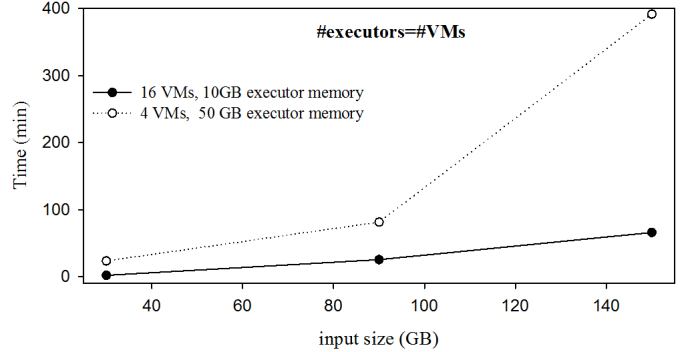 #executors=#VMs
16 VMs, 10GB executor memory
4 VMs, 50 GB executor memory
Time (min)
400
300
200
100
0
40 60 80 100 120 140
input size (GB)